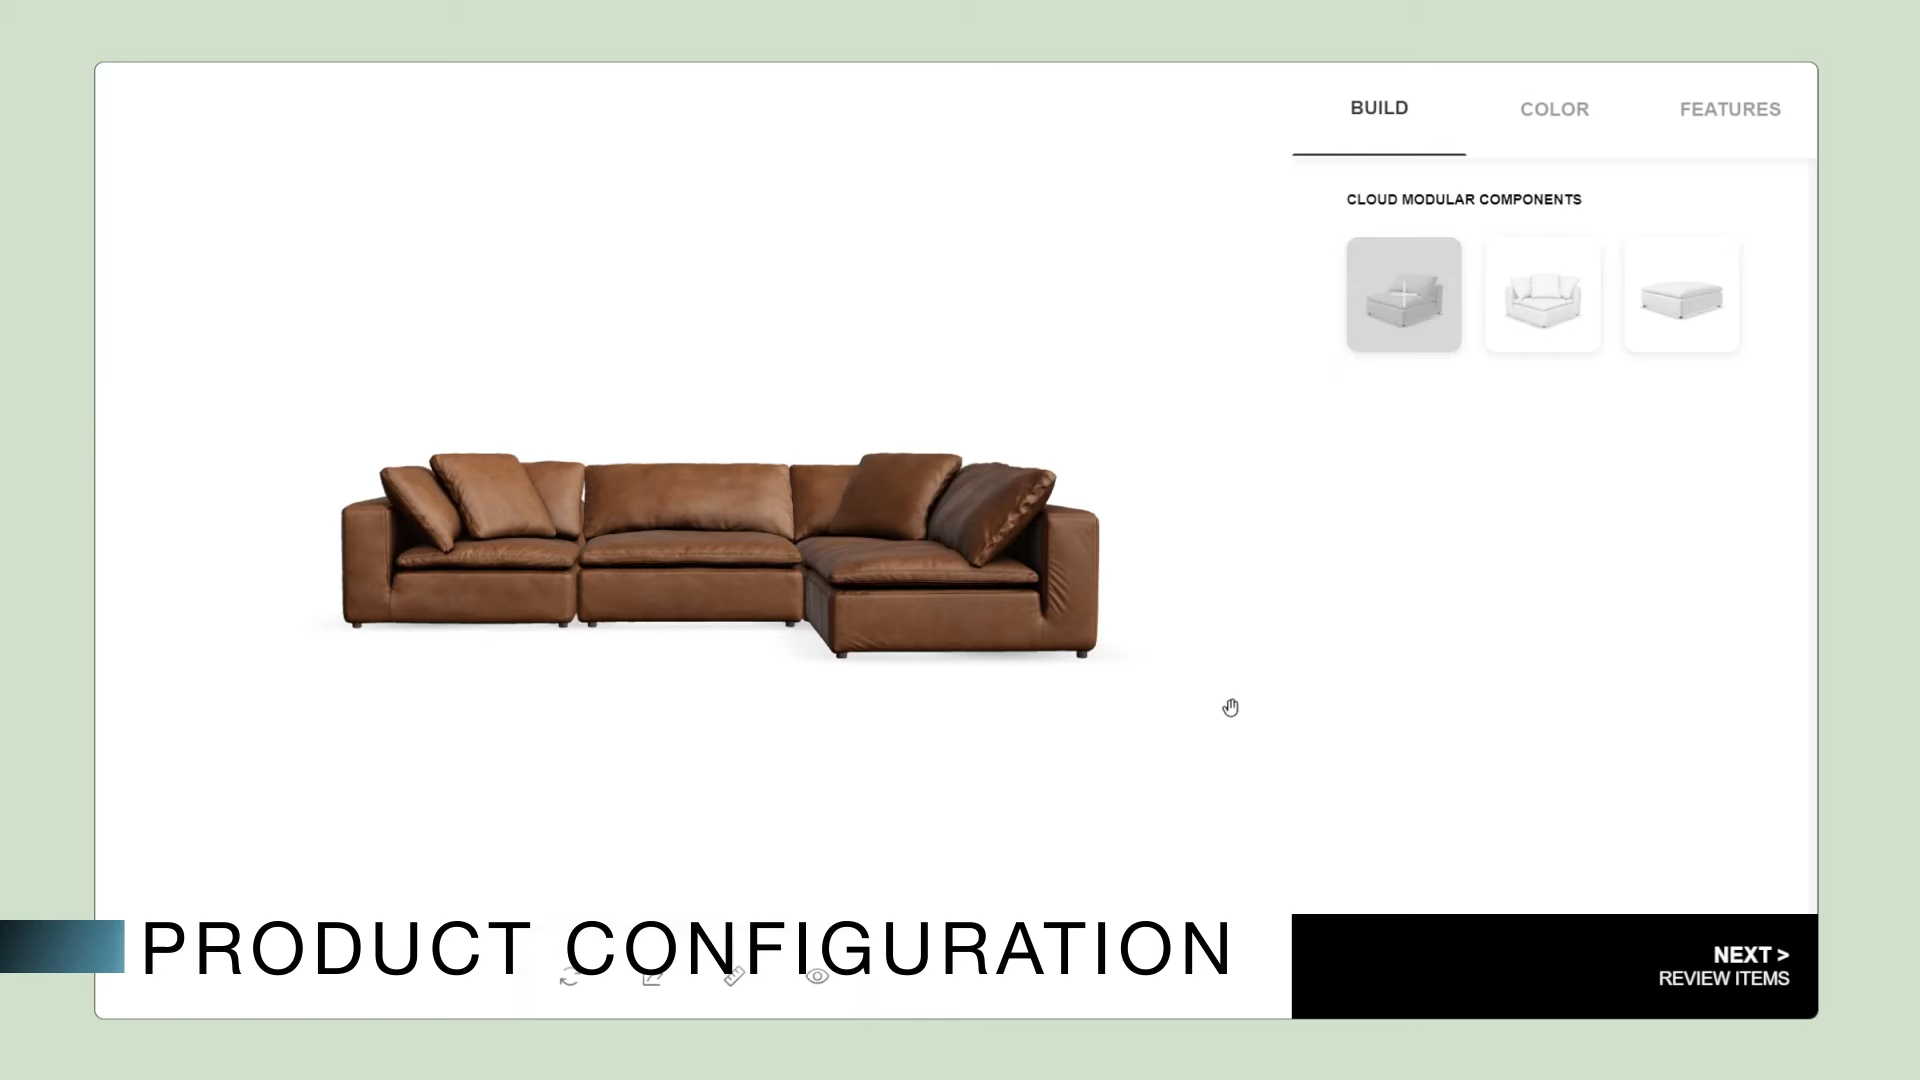 BUILD COLOR FEATURES
CLOUD MODULAR COMPONENTS
PRODUCT CONFIGURATION
NEXT >
REVIEW ITEMS